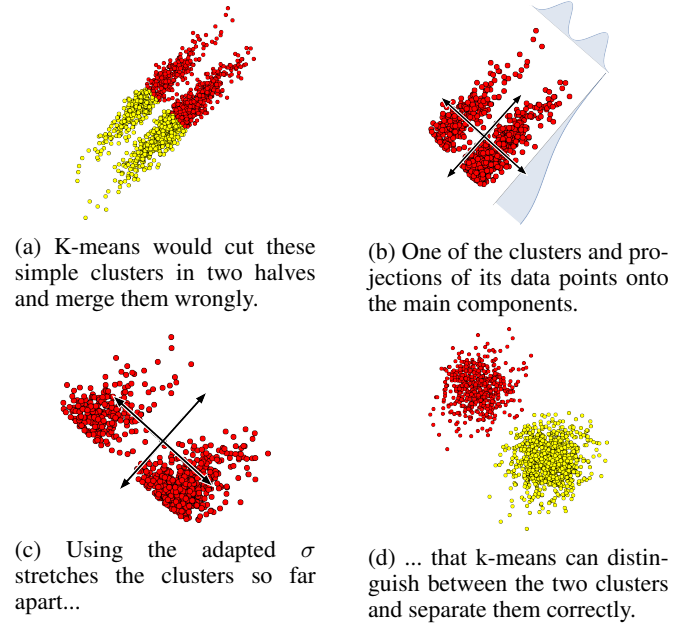 (a) K-means would cut these
simple clusters in two halves
and merge them wrongly.
(b) One of the clusters and pro-
jections of its data points onto
the main components.
(c) Using the adapted σ
stretches the clusters so far
apart...
(d) ... that k-means can distin-
guish between the two clusters
and separate them correctly.